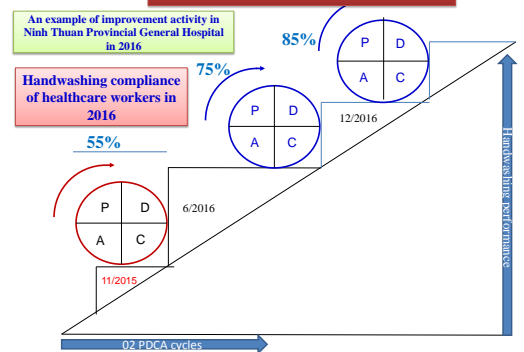 An example of improvement activity in
Ninh Thuan Provincial General Hospital
in 2016
85%
P D
A C
75%
Handwashing compliance
of healthcare workers in
2016
P D
A C
12/2016
55%
P D
A C
6/2016
11/2015
Handwashing performance
02 PDCA cycles